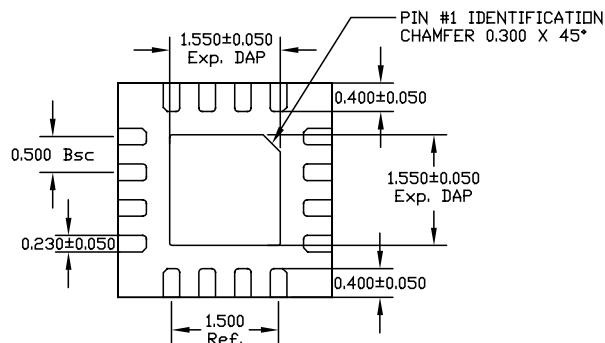 PIN #1 IDENTIFICATION
CHAMFER 0.300 X 45°
1.550±0.050
Exp. DAP
0.400±0.050
0.500 Bsc
1.550±0.050
Exp. DAP
0.230±0.050
0.400±0.050
1.500
Ref.